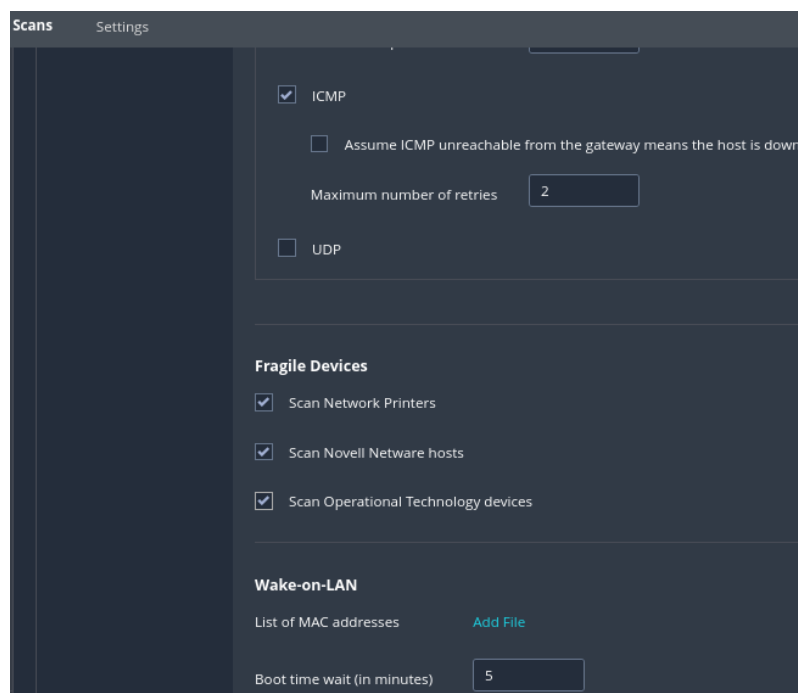 Scans Settings
ICMP
Assume ICMP unreachable from the gateway means the host is down
Maximum number of retries 2
UDP
Fragile Devices
Scan Network Printers
Scan Novell Netware hosts
Scan Operational Technology devices
Wake-on-LAN
List of MAC addresses Add File
Boot time wait (in minutes) 5